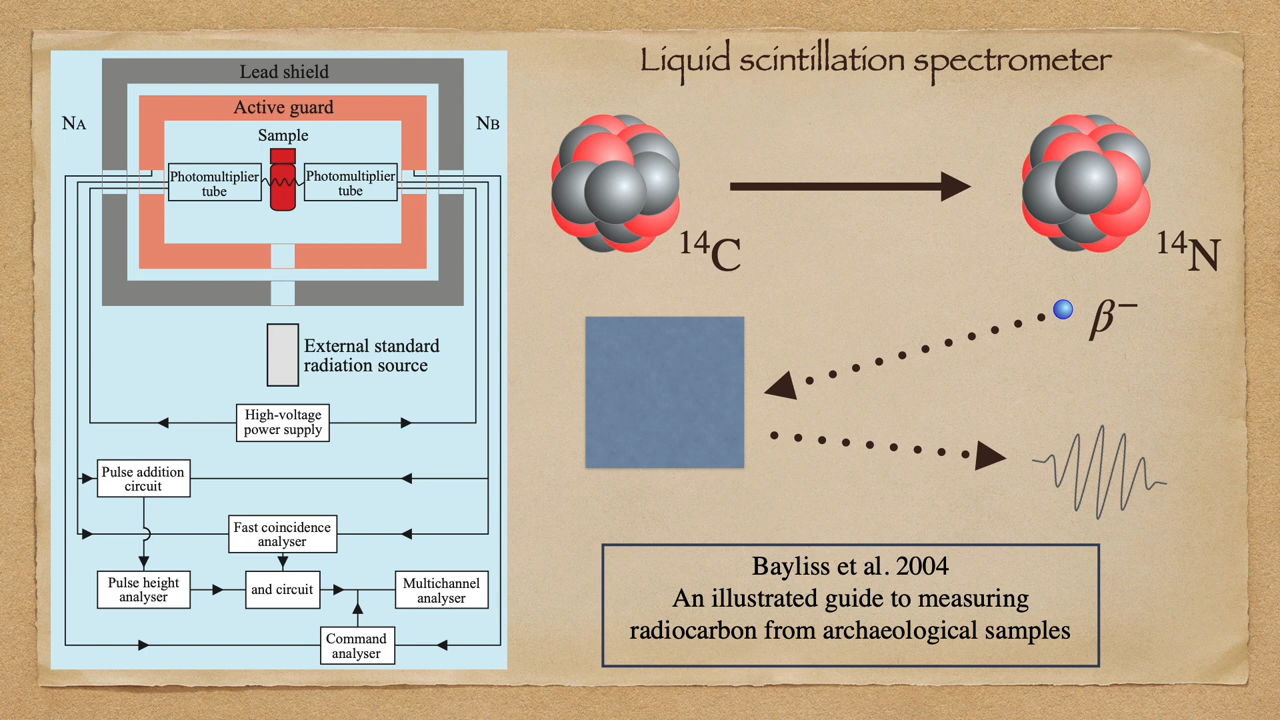 Liquid scintillation spectrometer
Lead shield
Active guard
NA
NB
Sample
Photomultiplier
tube
Photomultiplier
tube
External standard
radiation source
High-voltage
power supply
Pulse addition
circuit
Fast coincidence
analyser
Pulse height
analyser
and circuit
Multichannel
analyser
Command
analyser
¹⁴C
¹⁴N
β⁻
Bayliss et al. 2004
An illustrated guide to measuring
radiocarbon from archaeological samples